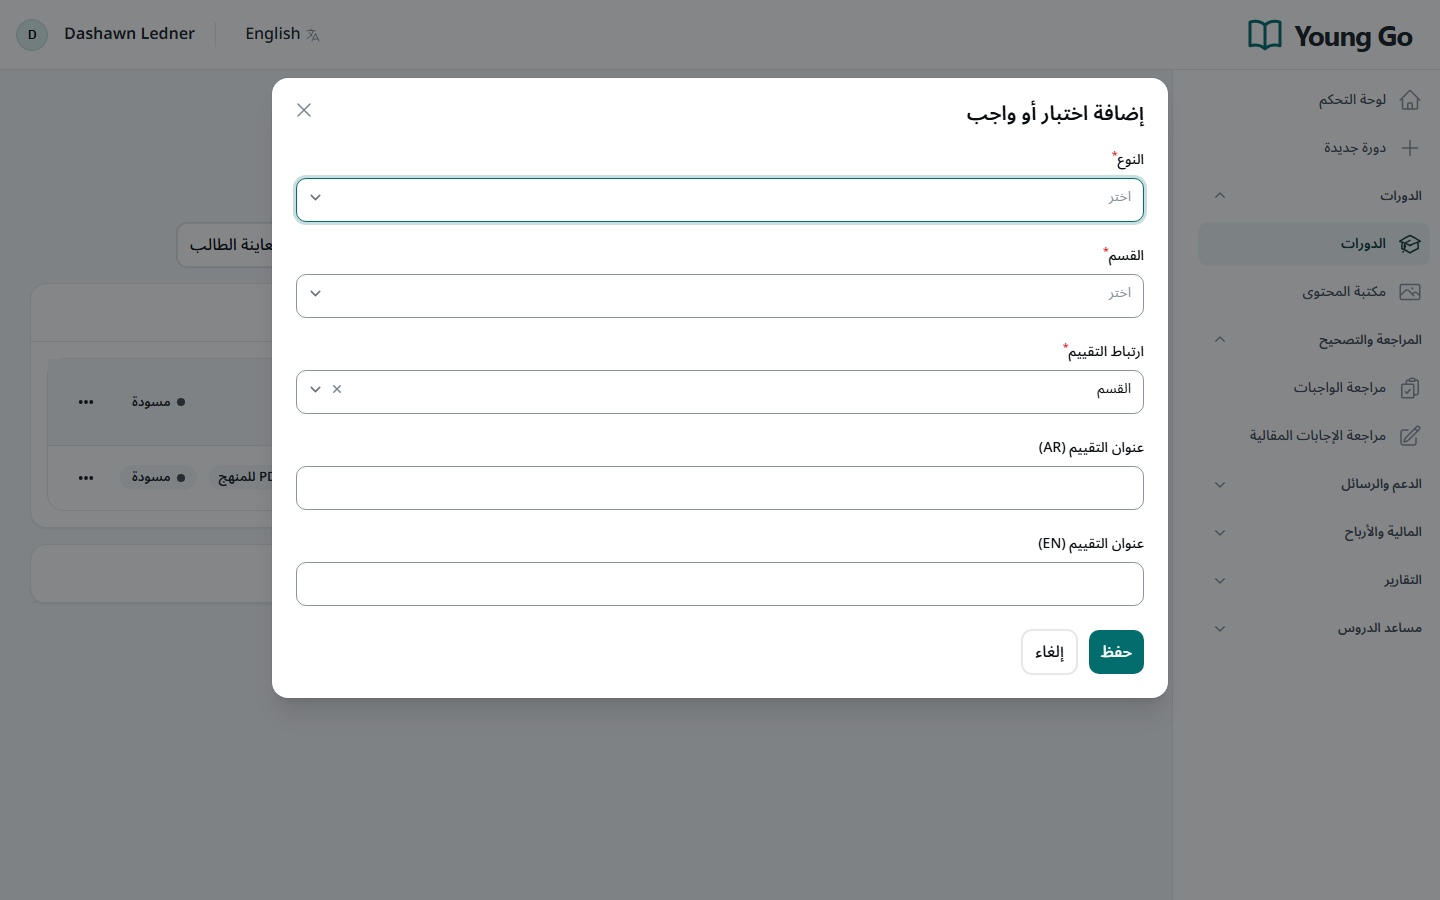 Young Go
English
Dashawn Ledner
D
لوحة التحكم
دورة جديدة
الدورات
الدورات
مكتبة المحتوى
المراجعة والتصحيح
مراجعة الواجبات
مراجعة الإجابات المقالية
الدعم والرسائل
المالية والأرباح
التقارير
مساعد الدروس
إضافة اختبار أو واجب
النوع*
اختر
القسم*
اختر
ارتباط التقييم*
القسم
عنوان التقييم (AR)
عنوان التقييم (EN)
حفظ
إلغاء
الطالب
مسودة
للمنهج
مسودة